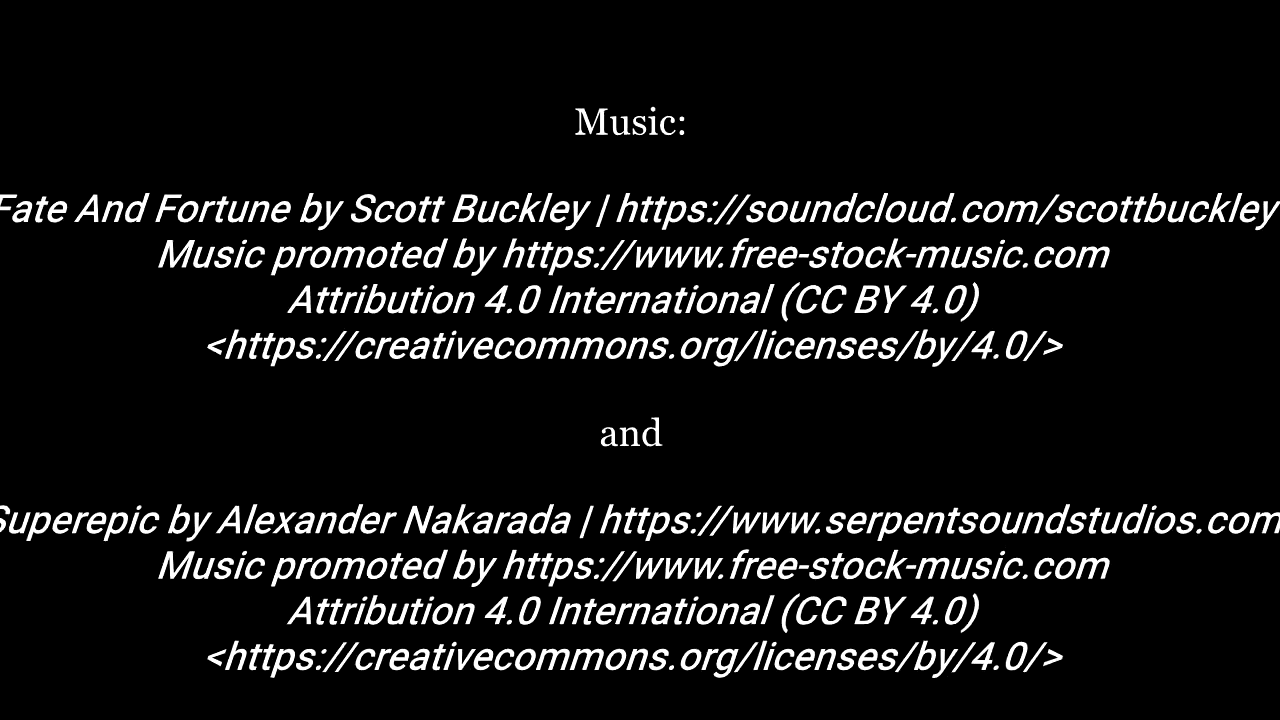 Music:
Fate And Fortune by Scott Buckley | https://soundcloud.com/scottbuckley
Music promoted by https://www.free-stock-music.com
Attribution 4.0 International (CC BY 4.0)
<https://creativecommons.org/licenses/by/4.0/>
and
Superepic by Alexander Nakarada | https://www.serpentsoundstudios.com
Music promoted by https://www.free-stock-music.com
Attribution 4.0 International (CC BY 4.0)
<https://creativecommons.org/licenses/by/4.0/>